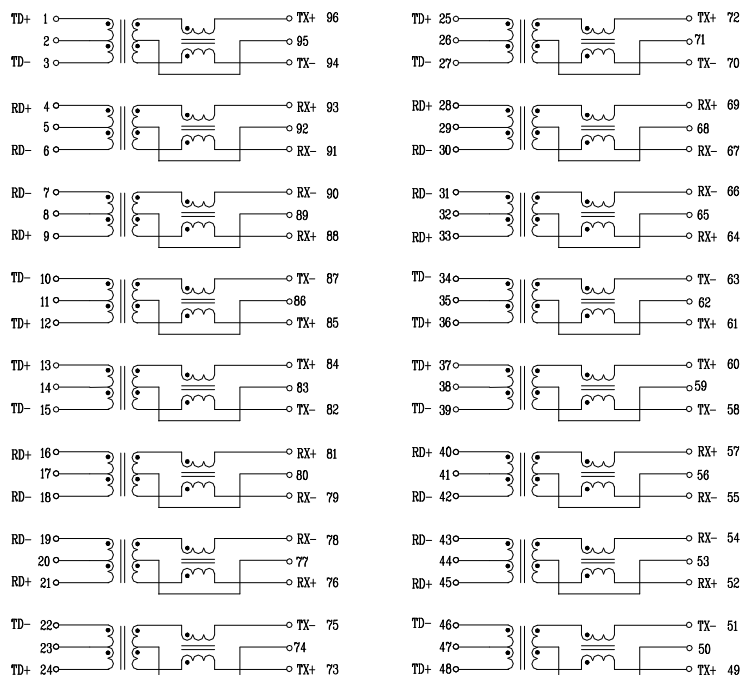 TD+ 1 TX+ 96 TD+ 25 TX+ 72
2 95 26 71
TD- 3 TX- 94 TD- 27 TX- 70
RD+ 4 RX+ 93 RD+ 28 RX+ 69
5 92 29 68
RD- 6 RX- 91 RD- 30 RX- 67
RD- 7 RX- 90 RD- 31 RX- 66
8 89 32 65
RD+ 9 RX+ 88 RD+ 33 RX+ 64
TD- 10 TX- 87 TD- 34 TX- 63
11 86 35 62
TD+ 12 TX+ 85 TD+ 36 TX+ 61
TD+ 13 TX+ 84 TD+ 37 TX+ 60
14 83 38 59
TD- 15 TX- 82 TD- 39 TX- 58
RD+ 16 RX+ 81 RD+ 40 RX+ 57
17 80 41 56
RD- 18 RX- 79 RD- 42 RX- 55
RD- 19 RX- 78 RD- 43 RX- 54
20 77 44 53
RD+ 21 RX+ 76 RD+ 45 RX+ 52
TD- 22 TX- 75 TD- 46 TX- 51
23 74 47 50
TD+ 24 TX+ 73 TD+ 48 TX+ 49